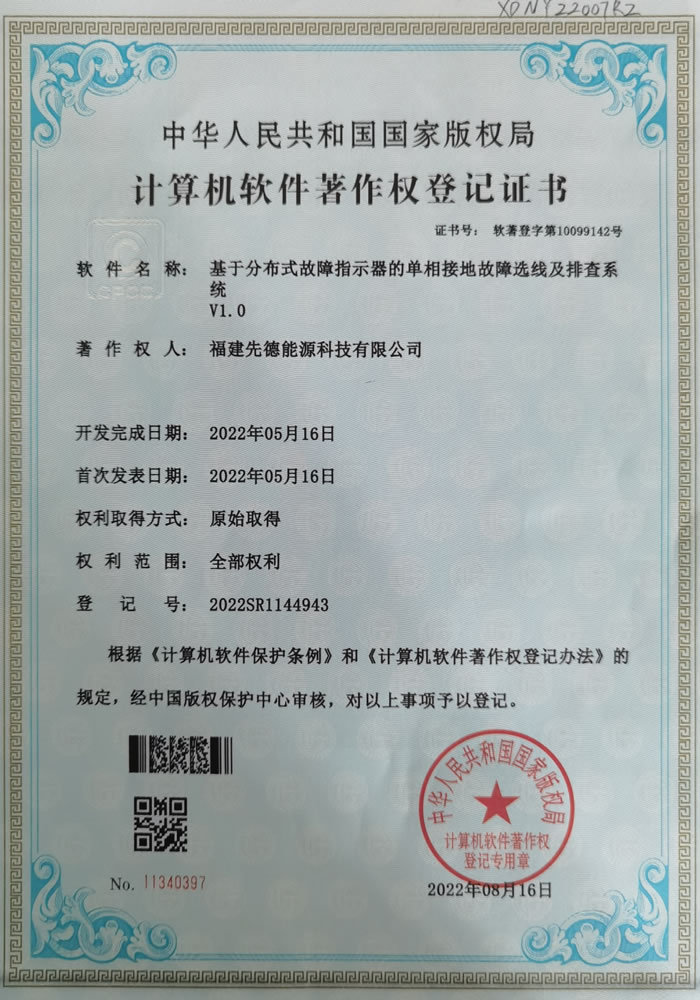 XDNY22007RZ
中华人民共和国国家版权局
计算机软件著作权登记证书
证书号： 软著登字第10099142号
软件名称： 基于分布式故障指示器的单相接地故障选线及排查系
统
V1.0
著作权人： 福建先德能源科技有限公司
开发完成日期： 2022年05月16日
首次发表日期： 2022年05月16日
权利取得方式： 原始取得
权利范围： 全部权利
登记号： 2022SR1144943
根据《计算机软件保护条例》和《计算机软件著作权登记办法》的
规定，经中国版权保护中心审核，对以上事项予以登记。
中华人民共和国国家版权局
计算机软件著作权
登记专用章
No. 11340397
2022年08月16日